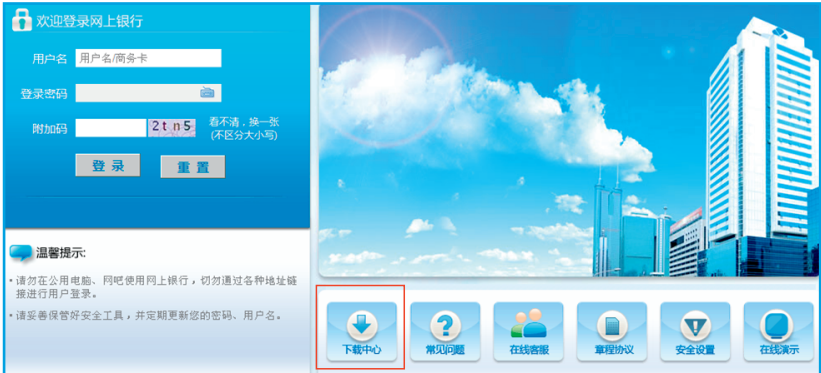 欢迎登录网上银行
用户名 用户名/商务卡
登录密码
附加码 2tn5 看不清，换一张
(不区分大小写)
登 录 重 置
温馨提示:
•请勿在公用电脑、网吧使用网上银行，切勿通过各种地址链
接进行用户登录。
•请妥善保管好安全工具，并定期更新您的密码、用户名。
下载中心 常见问题 在线客服 章程协议 安全设置 在线演示